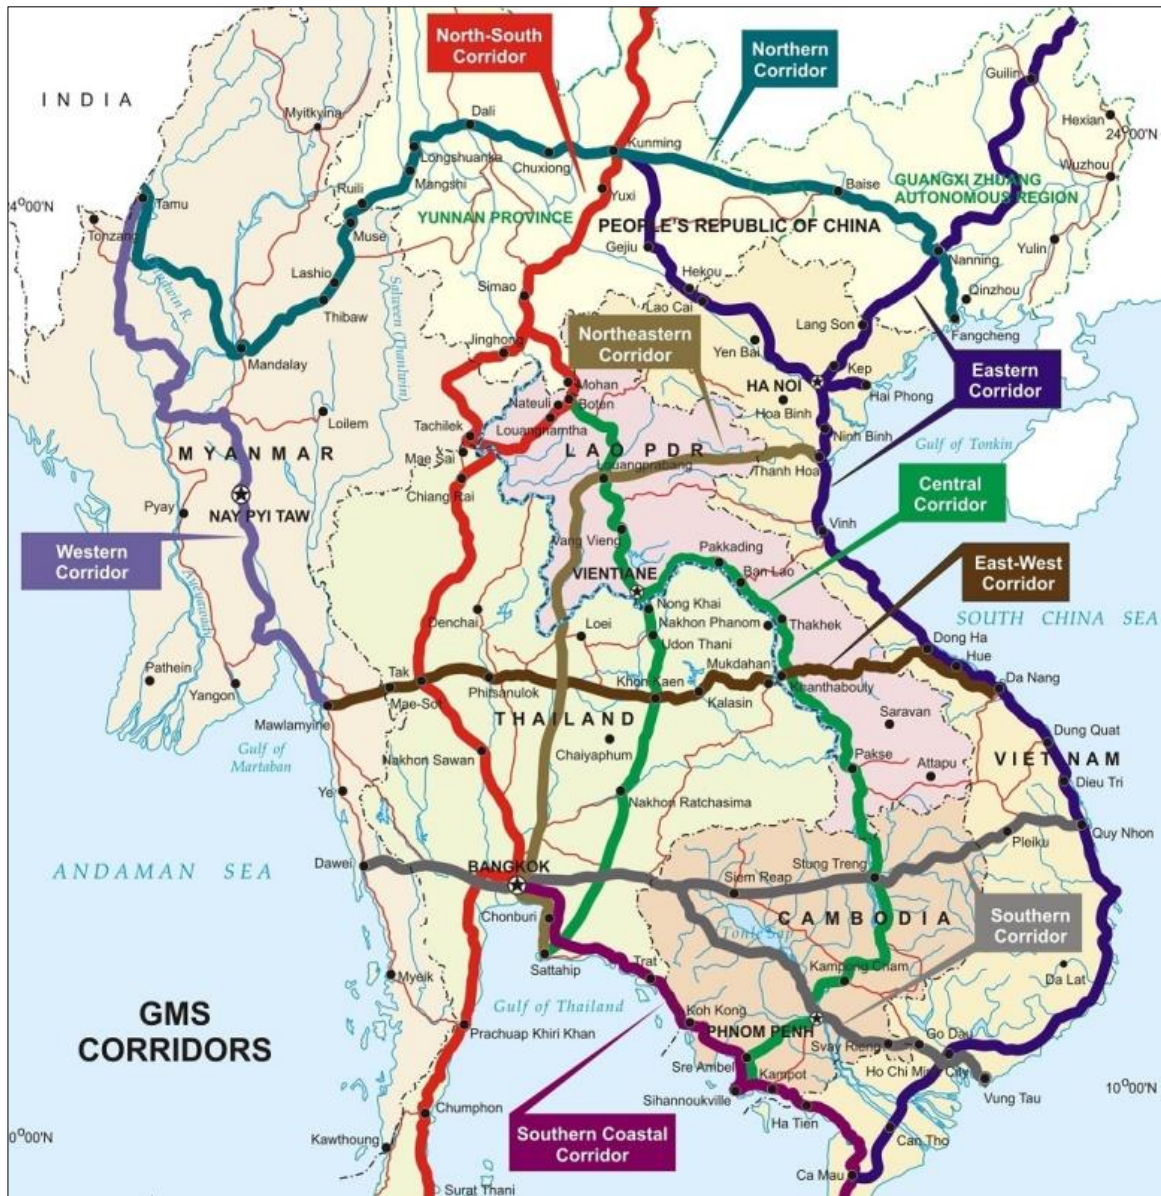 North-South
Corridor
Northern
Corridor
Guilin
INDIA
Myitkyina
Dali
Hexian
24°00'N
Kunming
Longshuanka
Chuxiong
Wuzhou
Mangshi
Ruili
Baise
GUANGXI ZHUANG
AUTONOMOUS REGION
Yuxi
4°00'N
Tamu
YUNNAN PROVINCE
PEOPLE'S REPUBLIC OF CHINA
Tonzang
Muse
Gejiu
Yulin
Nanning
Lashio
Hekou
Salween (Thanlwin)
Simao
Lao Cai
Qinzhou
Thibaw
Northeastern
Corridor
Lang Son
Fangcheng
Mandalay
Jinghong
Yen Bai
Kep
Eastern
Corridor
Mohan
HA NOI
Hai Phong
Nateuli
Boten
Hoa Binh
Loilem
Louangnamtha
Tachilek
Ninh Binh
Gulf of Tonkin
MYANMAR
Mae Sai
LAO PDR
Louangprabang
Thanh Hoa
Chiang Rai
Central
Corridor
Pyay
NAY PYI TAW
Vinh
Vang Vieng
Western
Corridor
Pakkading
East-West
Corridor
VIENTIANE
Ban Lao
Ayeyawady
Nong Khai
SOUTH CHINA SEA
Denchai
Loei
Nakhon Phanom
Thakhek
Udon Thani
Dong Ha
Pathein
Tak
Mukdahan
Hue
Yangon
Phitsanulok
Khon Kaen
Khanthabouly
Da Nang
Mae-Sot
Kalasin
Mawlamyine
THAILAND
Saravan
Gulf of
Martaban
Chaiyaphum
Dung Quat
Nakhon Sawan
Pakse
Attapu
VIET NAM
Dieu Tri
Ye
Nakhon Ratchasima
Quy Nhon
Pleiku
Dawei
BANGKOK
Stung Treng
ANDAMAN SEA
Siem Reap
Chonburi
CAMBODIA
Southern
Corridor
Tonle Sap
Sattahip
Trat
Kampong Cham
Myeik
Da Lat
Gulf of Thailand
Koh Kong
GMS
CORRIDORS
Prachuap Khiri Khan
PHNOM PENH
Go Dau
Svay Rieng
Sre Ambel
Ho Chi Minh City
Kampot
10°00'N
Sihannoukville
Vung Tau
Chumphon
Ha Tien
0°00'N
Kawthoung
Southern Coastal
Corridor
Can Tho
Ca Mau
Surat Thani